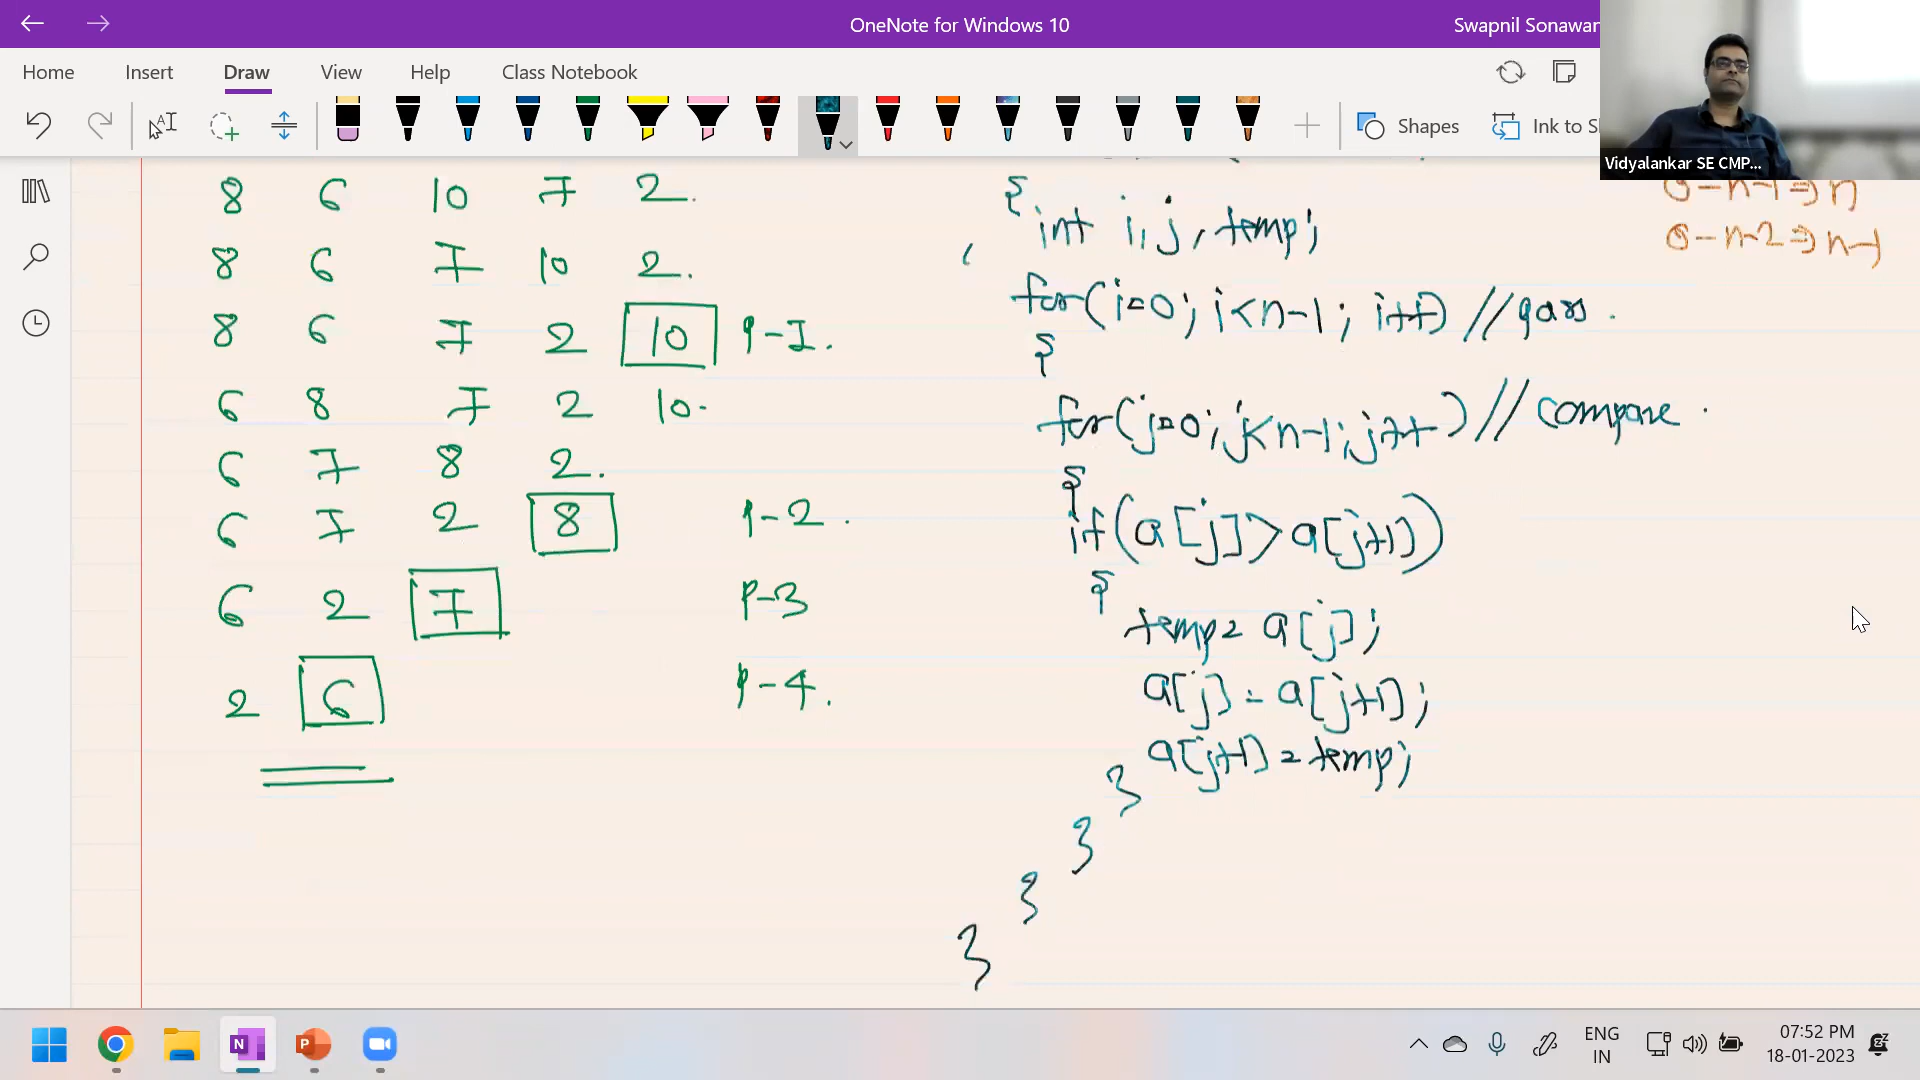 OneNote for Windows 10
Swapnil Sonawan
Home Insert Draw View Help Class Notebook
Shapes
Ink to S
Vidyalankar SE CMP...
8 6 10 7 2.
8 6 7 10 2.
8 6 7 2 10 P-I.
6 8 7 2 10.
6 7 8 2.
6 7 2 8 P-2.
6 2 7 P-3
2 6 P-4.
{
int i,j, temp;
for(i=0; i<n-1; i++) //
{
for(j=0; j<n-1; j++) // compare.
{
if(a[j]>a[j+1])
{
temp= a[j];
a[j] = a[j+1];
a[j+1] = temp;
}
}
}
}
0-n-1=>n
0-n-2=>n-1
ENG
IN
07:52 PM
18-01-2023